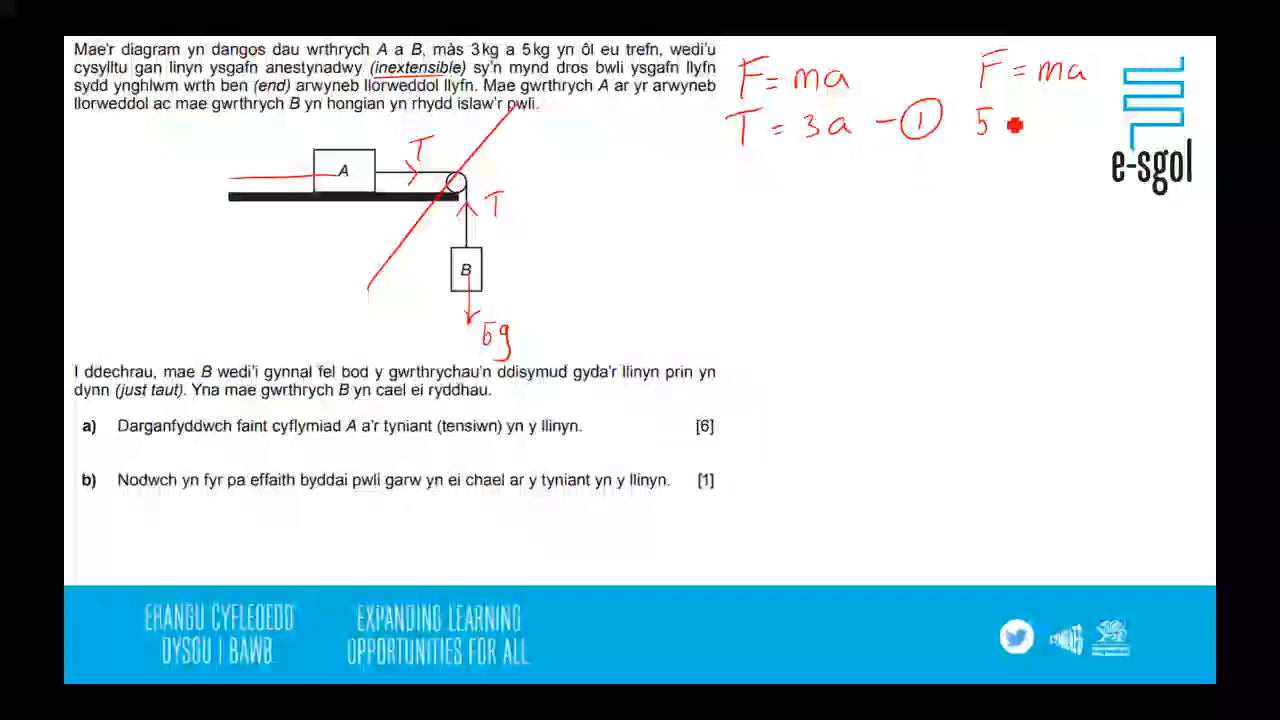 Mae'r diagram yn dangos dau wrthrych A a B, màs 3 kg a 5 kg yn ôl eu trefn, wedi'u
cysylltu gan linyn ysgafn anestynadwy (inextensible) sy'n mynd dros bwli ysgafn llyfn
sydd ynghlwm wrth ben (end) arwyneb llorweddol llyfn. Mae gwrthrych A ar yr arwyneb
llorweddol ac mae gwrthrych B yn hongian yn rhydd islaw'r pwli.
F = ma
T = 3a - ①
F = ma
5
e-sgol
T
A
T
B
5g
I ddechrau, mae B wedi'i gynnal fel bod y gwrthrychau'n ddisymud gyda'r llinyn prin yn
dynn (just taut). Yna mae gwrthrych B yn cael ei ryddhau.
a) Darganfyddwch faint cyflymiad A a'r tyniant (tensiwn) yn y llinyn. [6]
b) Nodwch yn fyr pa effaith byddai pwli garw yn ei chael ar y tyniant yn y llinyn. [1]
EHANGU CYFLEOEDD
DYSGU I BAWB
EXPANDING LEARNING
OPPORTUNITIES FOR ALL